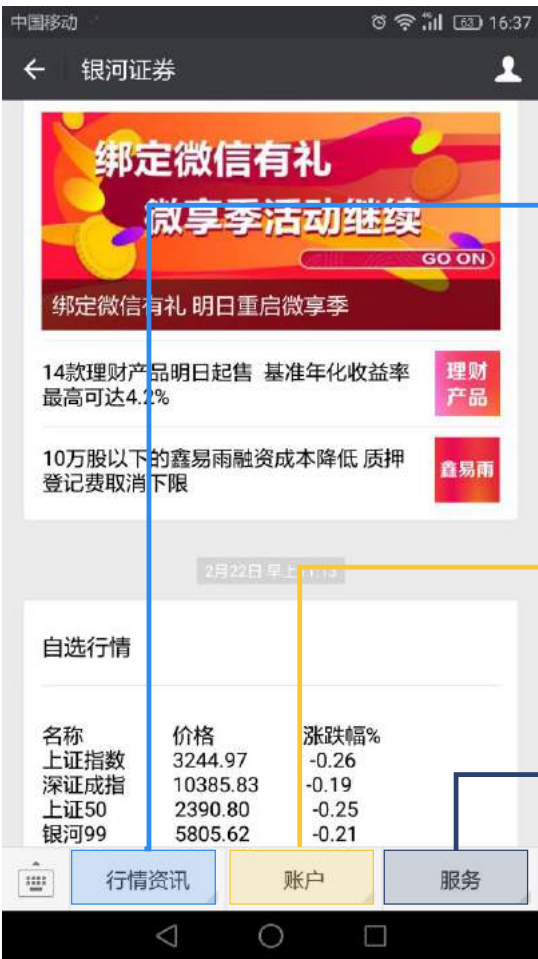 中国移动
4G
63
16:37
银河证券
绑定微信有礼
微享季活动继续
GO ON
绑定微信有礼 明日重启微享季
14款理财产品明日起售 基准年化收益率
最高可达4.2%
理财
产品
10万股以下的鑫易雨融资成本降低 质押
登记费取消下限
鑫易雨
2月22日 早上11:13
自选行情
名称 价格 涨跌幅%
上证指数 3244.97 -0.26
深证成指 10385.83 -0.19
上证50 2390.80 -0.25
银河99 5805.62 -0.21
行情资讯
账户
服务